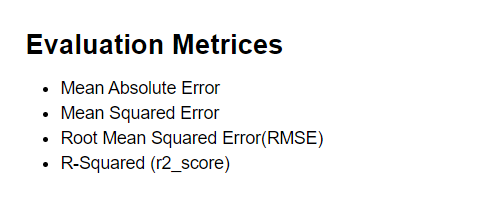 Evaluation Metrices
Mean Absolute Error
Mean Squared Error
Root Mean Squared Error(RMSE)
R-Squared (r2_score)